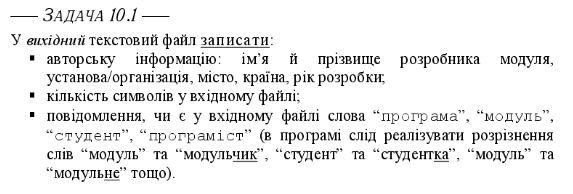 — ЗАДАЧА 10.1 —
У вихідний текстовий файл записати:
▪ авторську інформацію: ім’я й прізвище розробника модуля,
установа/організація, місто, країна, рік розробки;
▪ кількість символів у вхідному файлі;
▪ повідомлення, чи є у вхідному файлі слова “програма”, “модуль”,
“студент”, “програміст” (в програмі слід реалізувати розрізнення
слів “модуль” та “модульчик”, “студент” та “студентка”, “модуль” та
“модульне” тощо).